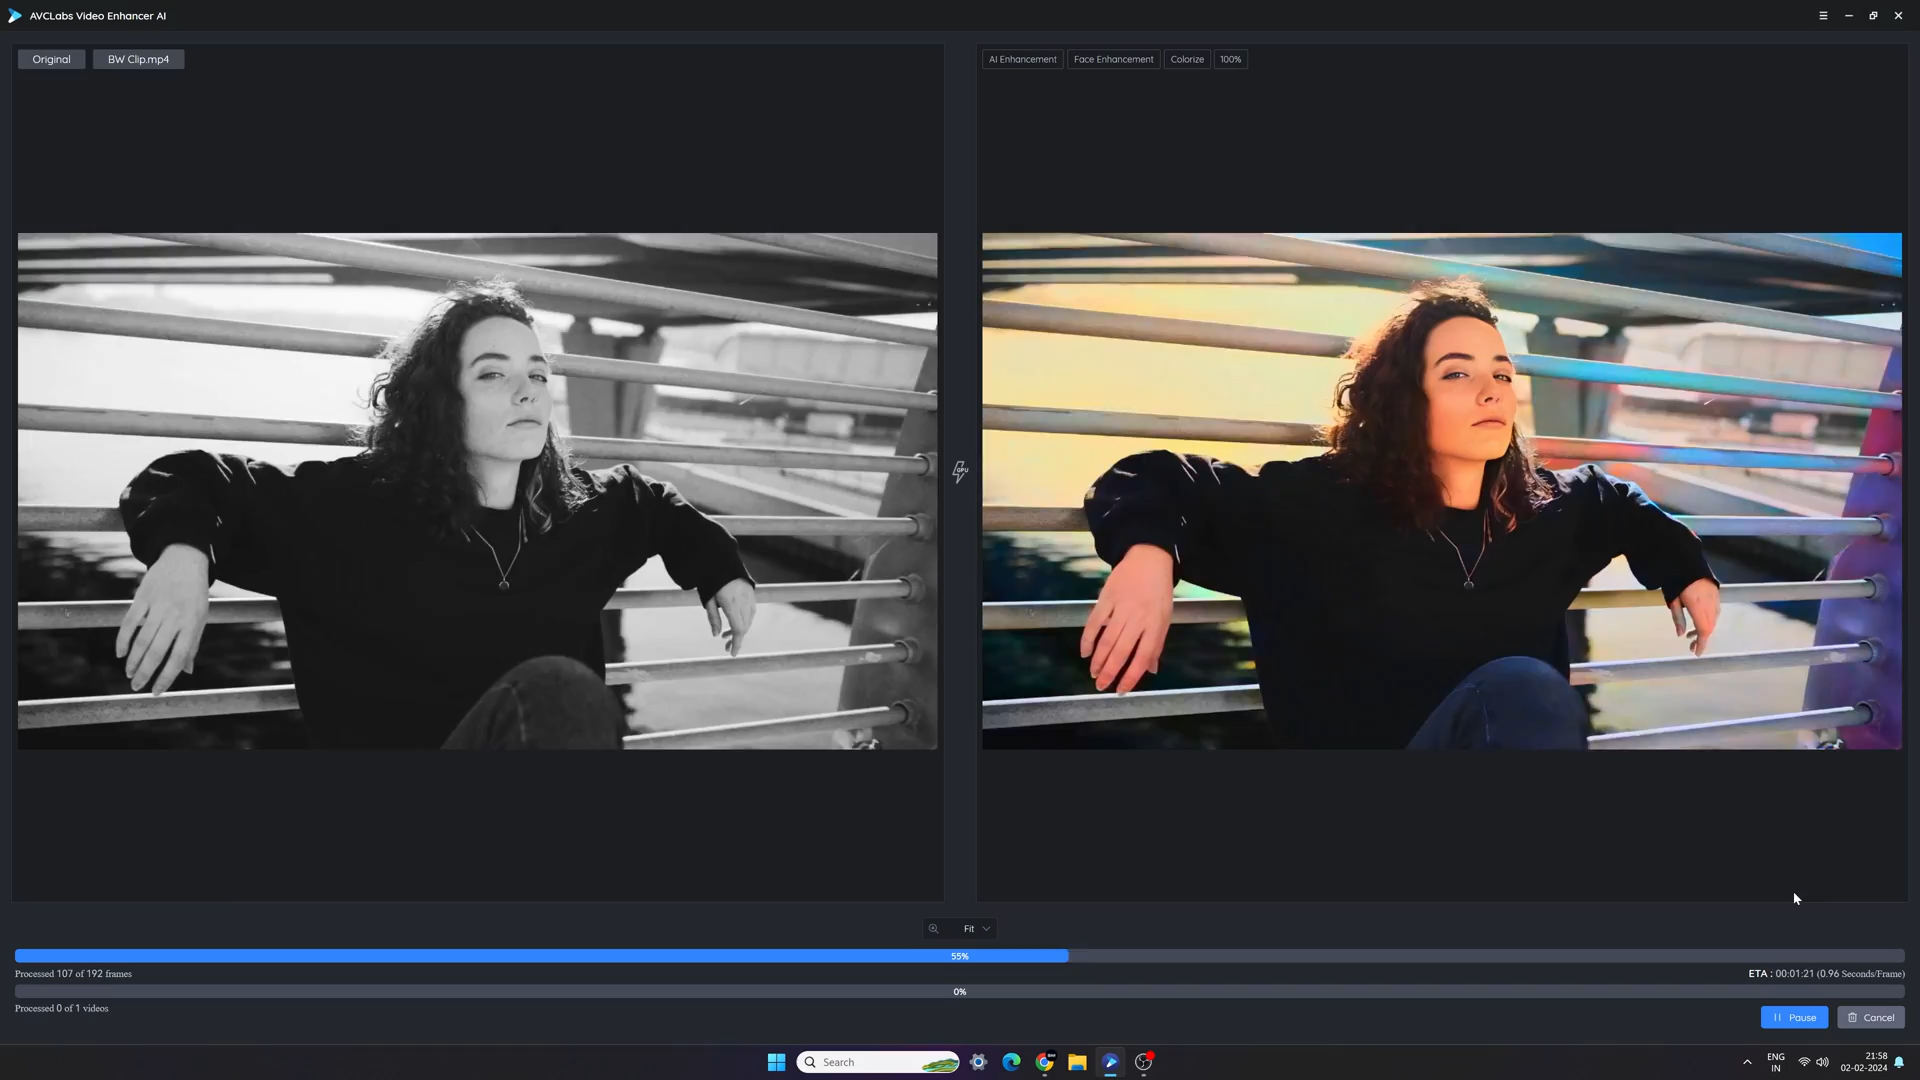 AVCLabs Video Enhancer AI
Original BW Clip.mp4
AI Enhancement Face Enhancement Colorize 100%
GPU
Fit
55%
Processed 107 of 192 frames
ETA : 00:01:21 (0.96 Seconds/Frame)
0%
Processed 0 of 1 videos
Pause Cancel
Search
ENG
IN
21:58
02-02-2024